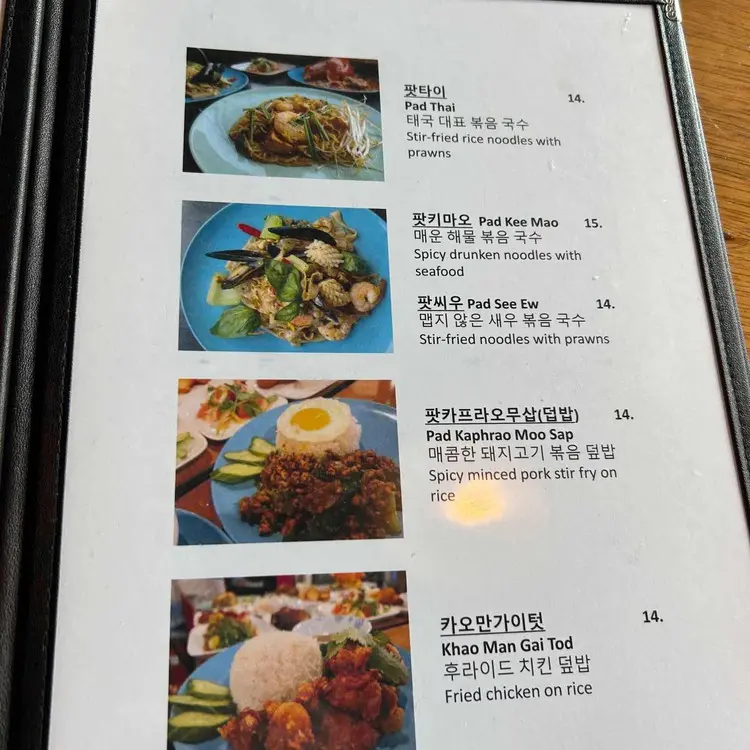 팟타이 14.
Pad Thai
태국 대표 볶음 국수
Stir-fried rice noodles with
prawns
팟키마오 Pad Kee Mao 15.
매운 해물 볶음 국수
Spicy drunken noodles with
seafood
팟씨우 Pad See Ew 14.
맵지 않은 새우 볶음 국수
Stir-fried noodles with prawns
팟카프라오무삽(덥밥) 14.
Pad Kaphrao Moo Sap
매콤한 돼지고기 볶음 덮밥
Spicy minced pork stir fry on
rice
카오만가이텃 14.
Khao Man Gai Tod
후라이드 치킨 덮밥
Fried chicken on rice